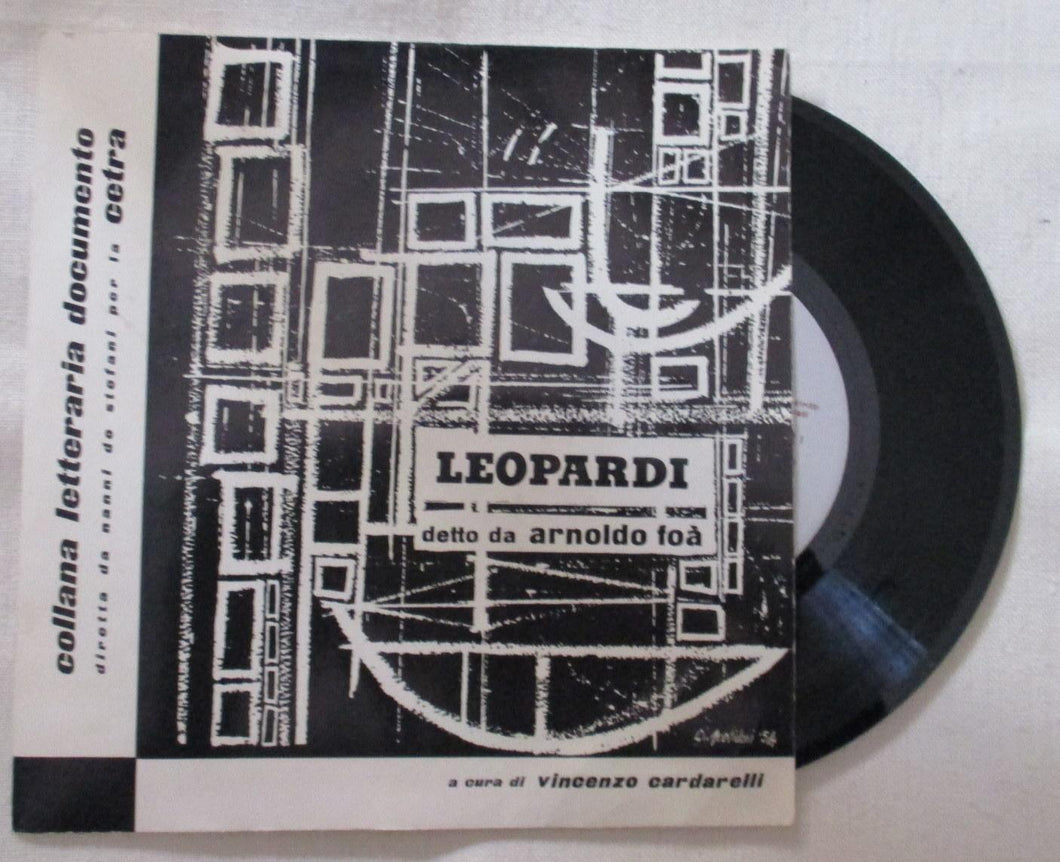 collana letteraria documento
diretta da nanni de stefani per la cetra
LEOPARDI
detto da arnoldo foà
'54
a cura di vincenzo cardarelli